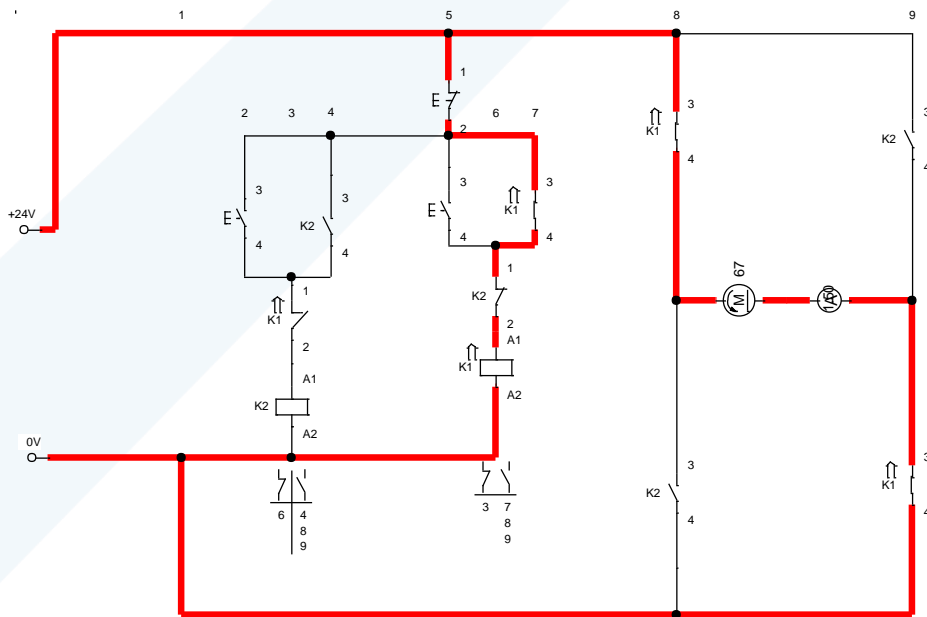 1 5 8 9
1
2 3 4 2 6 7
3 3
K1 K2
4 4
3 3 3 3
K2 K1
4 4 4 4
+24V
1 1
K1 K2
2 2
67
M
A1 A1
K2 K1
A2 A2
0V
3 3
K2 K1
4 4
6 4 3 7
8 8
9 9